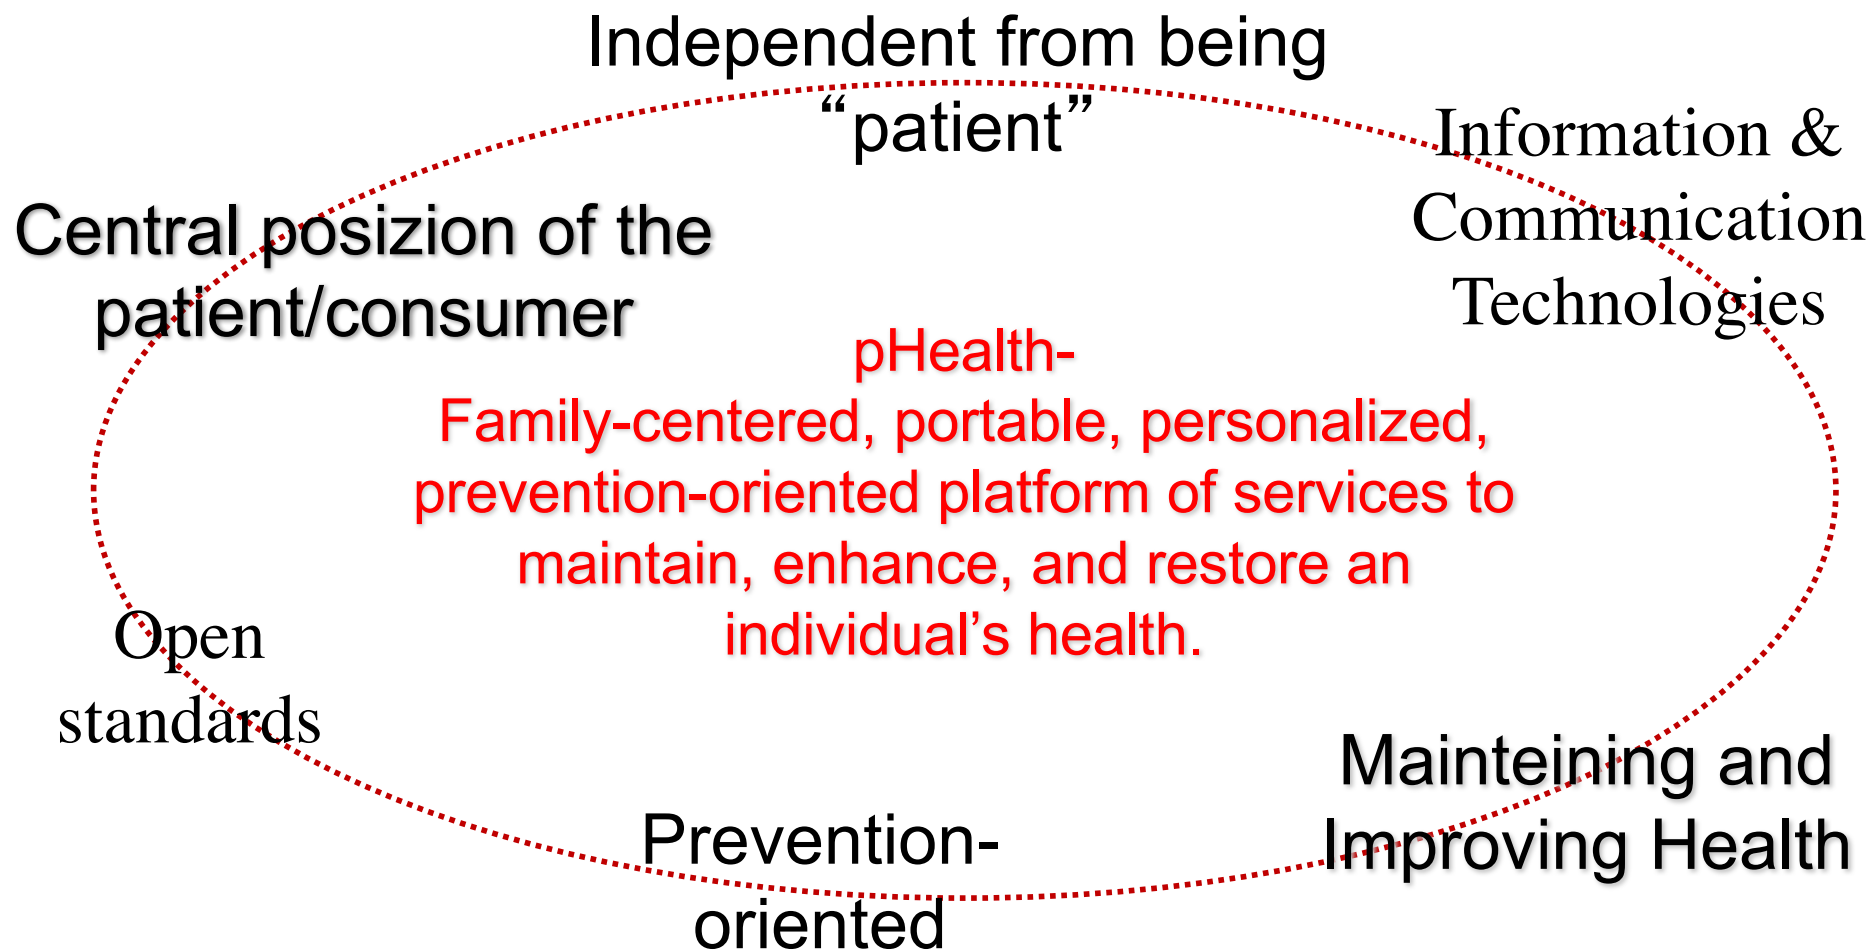 Independent from being
“patient”
Information &
Communication
Technologies
Central posizion of the
patient/consumer
pHealth-
Family-centered, portable, personalized,
prevention-oriented platform of services to
maintain, enhance, and restore an
individual’s health.
Open
standards
Mainteining and
Improving Health
Prevention-
oriented